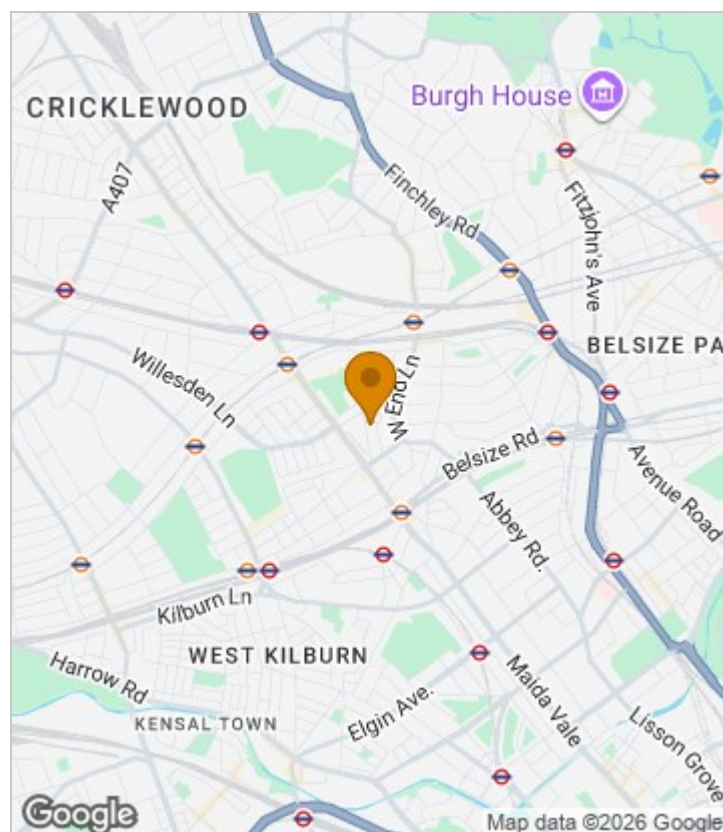 Burgh House
CRICKLEWOOD
A407
Finchley Rd
Fitzjohn's Ave
BELSIZE PA
Willesden Ln
W End Ln
Belsize Rd
Avenue Road
Abbey Rd.
Kilburn Ln
WEST KILBURN
Harrow Rd
Maida Vale
Elgin Ave.
KENSAL TOWN
Lisson Grove
Google
Map data ©2026 Google